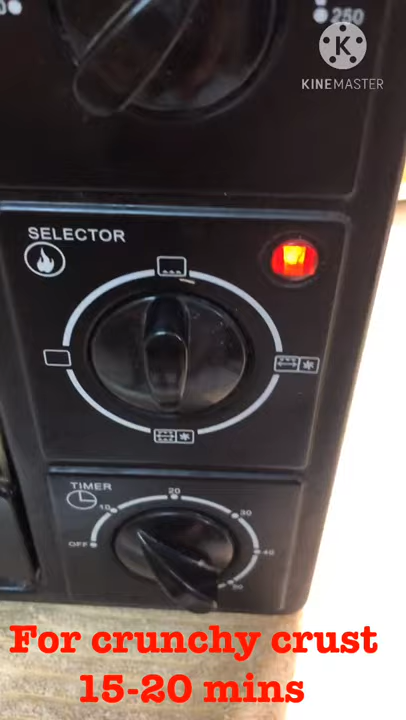 250
K
KINEMASTER
SELECTOR
TIMER
OFF
10
20
30
40
For crunchy crust
15-20 mins